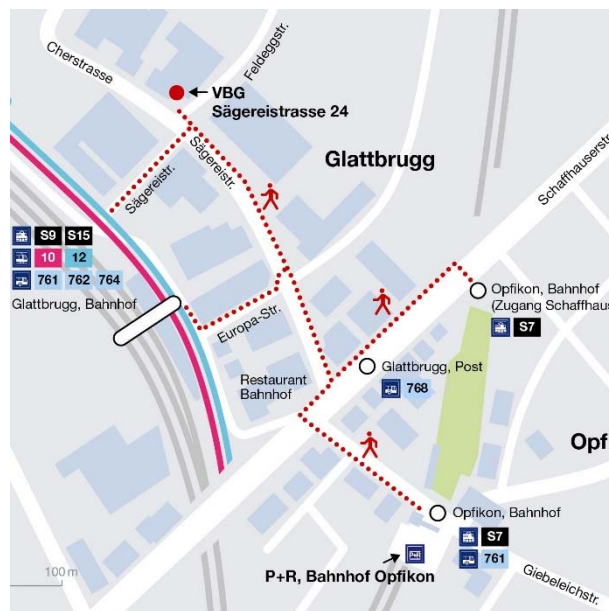 Cherstrasse
Feldeggstr.
VBG
Sägereistrasse 24
Sägereistr.
Glattbrugg
Sägereistr.
Schaffhauserstr
S9 S15
10 12
761 762 764
Glattbrugg, Bahnhof
Europa-Str.
Opfikon, Bahnhof
(Zugang Schaffhaus
S7
Glattbrugg, Post
768
Restaurant
Bahnhof
Opf
Opfikon, Bahnhof
S7
761
P+R, Bahnhof Opfikon
Giebeleichstr.
100 m